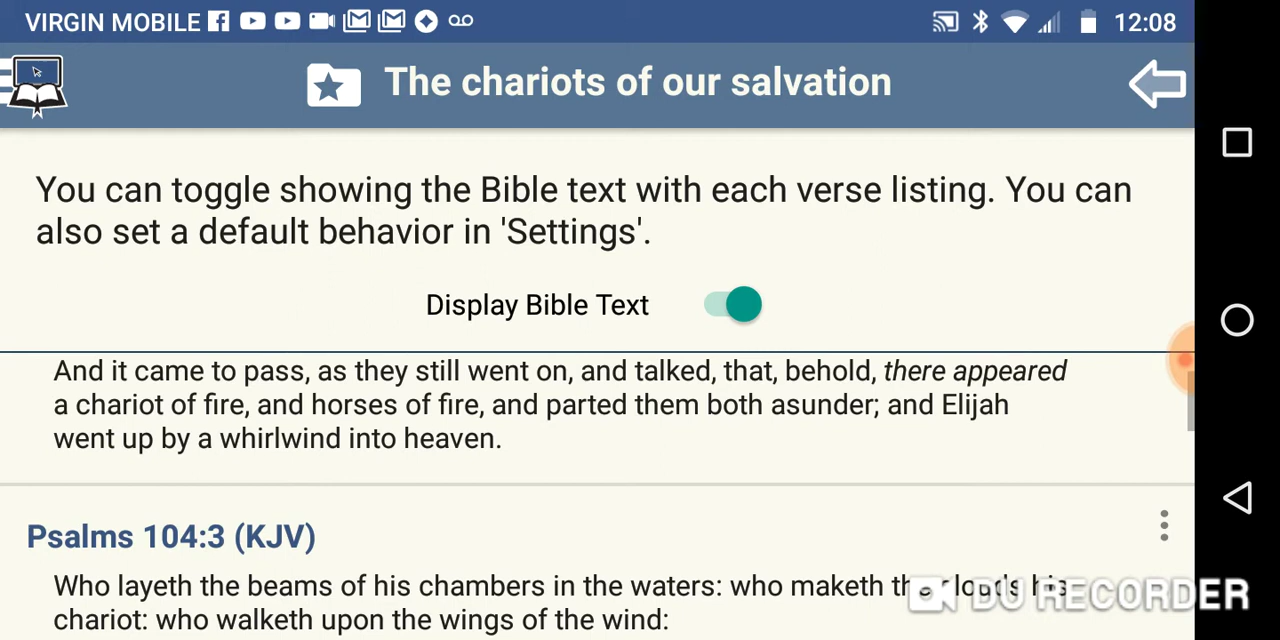 VIRGIN MOBILE 12:08
The chariots of our salvation
You can toggle showing the Bible text with each verse listing. You can
also set a default behavior in 'Settings'.
Display Bible Text
And it came to pass, as they still went on, and talked, that, behold, there appeared
a chariot of fire, and horses of fire, and parted them both asunder; and Elijah
went up by a whirlwind into heaven.
Psalms 104:3 (KJV)
Who layeth the beams of his chambers in the waters: who maketh the clouds his
chariot: who walketh upon the wings of the wind:
DU RECORDER